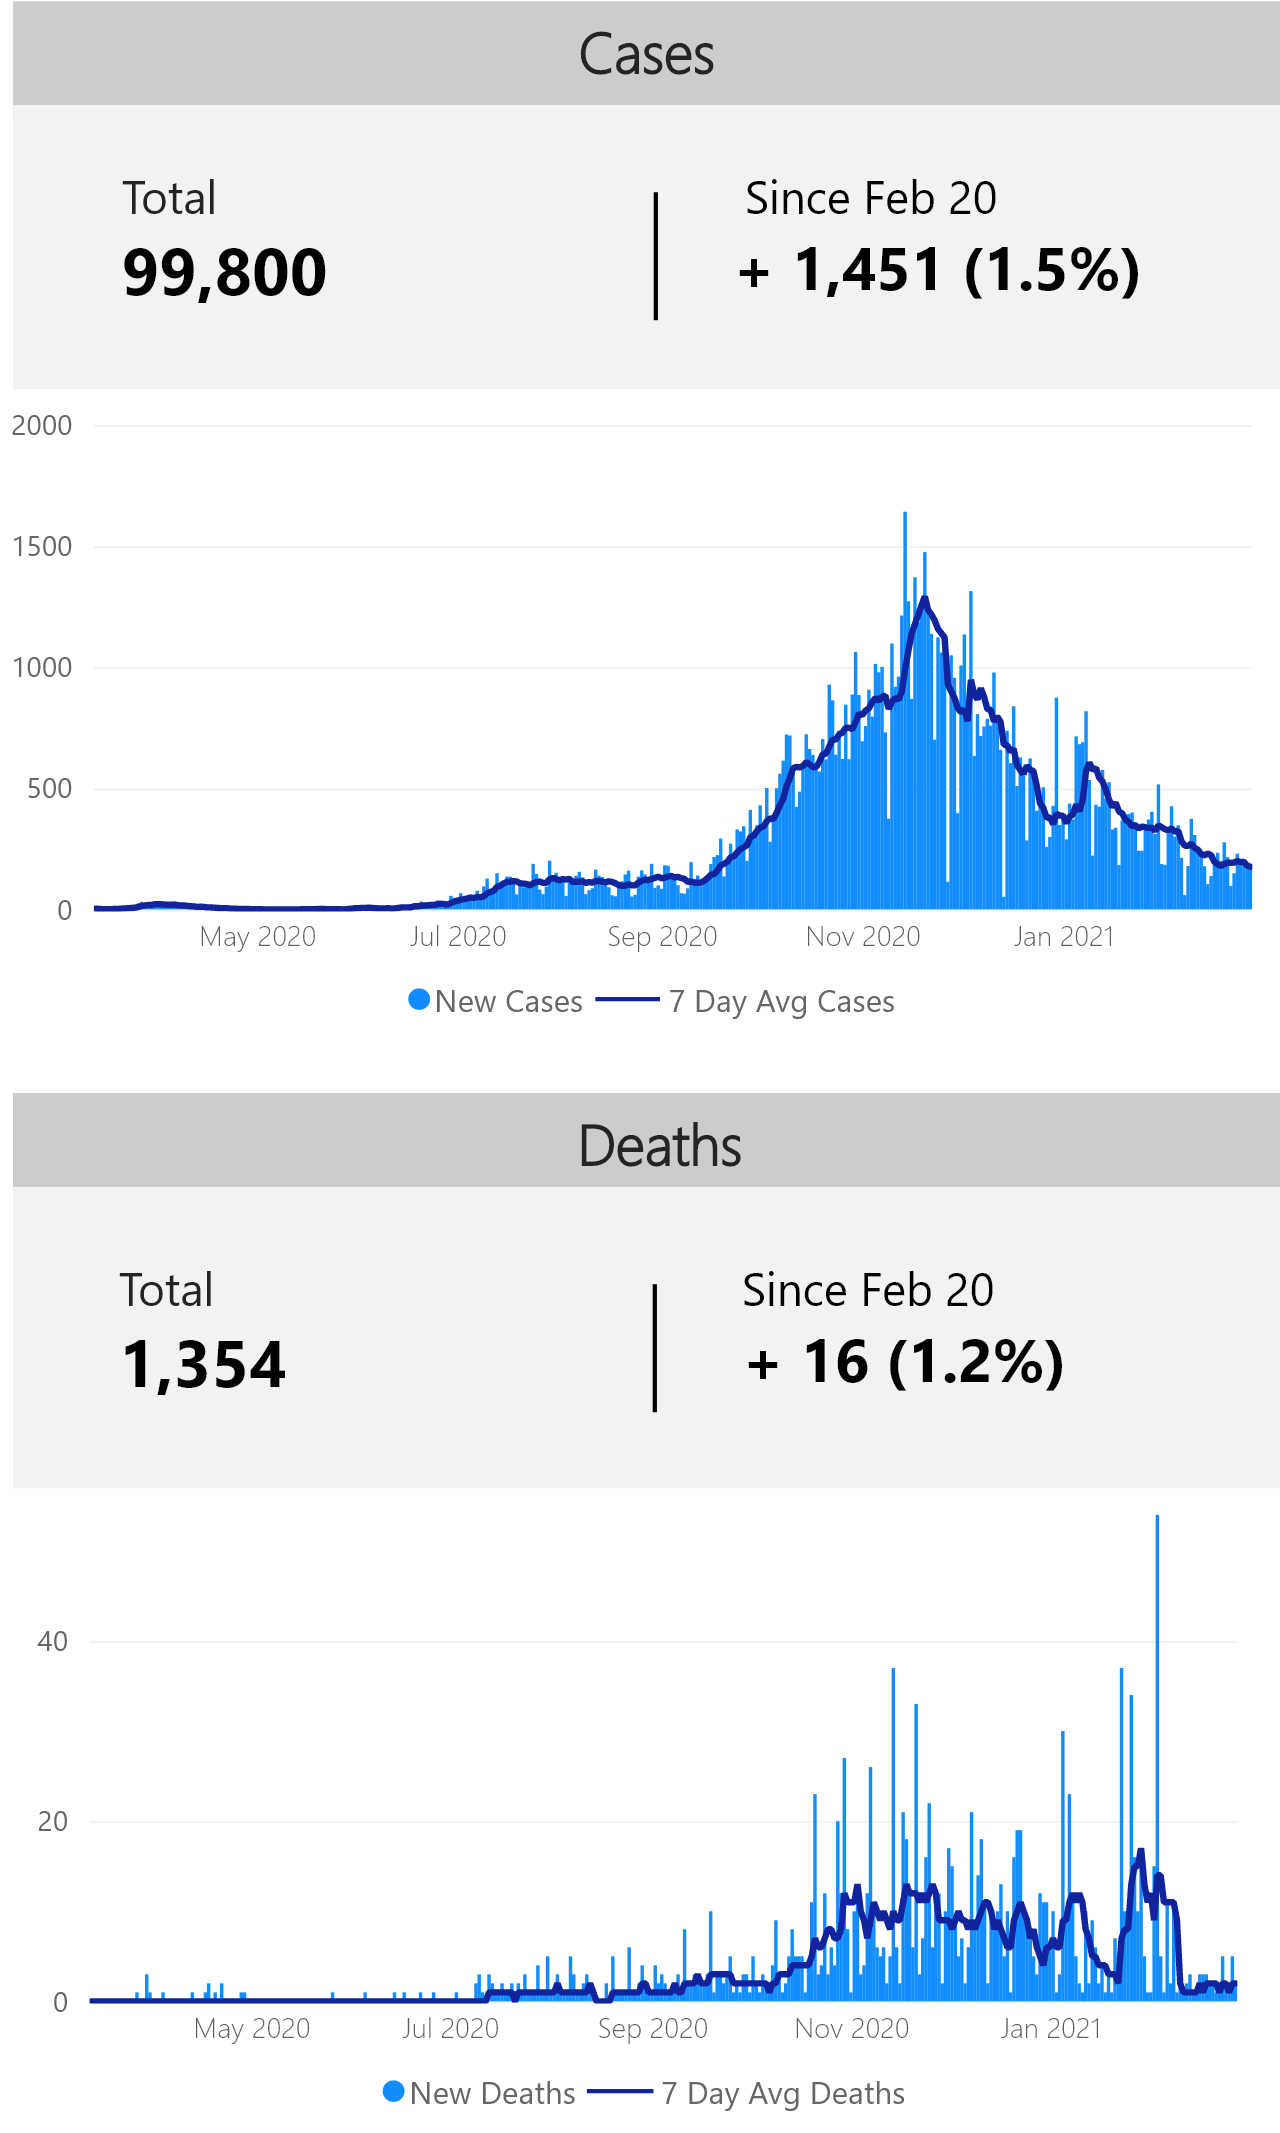 Cases
Total
Since Feb 20
99,800
+ 1,451 (1.5%)
2000
1500
1000
500
0
May 2020
Jul 2020
Sep 2020
Nov 2020
Jan 2021
New Cases
7 Day Avg Cases
Deaths
Total
Since Feb 20
1,354
+ 16 (1.2%)
40
20
0
May 2020
Jul 2020
Sep 2020
Nov 2020
Jan 2021
New Deaths
7 Day Avg Deaths